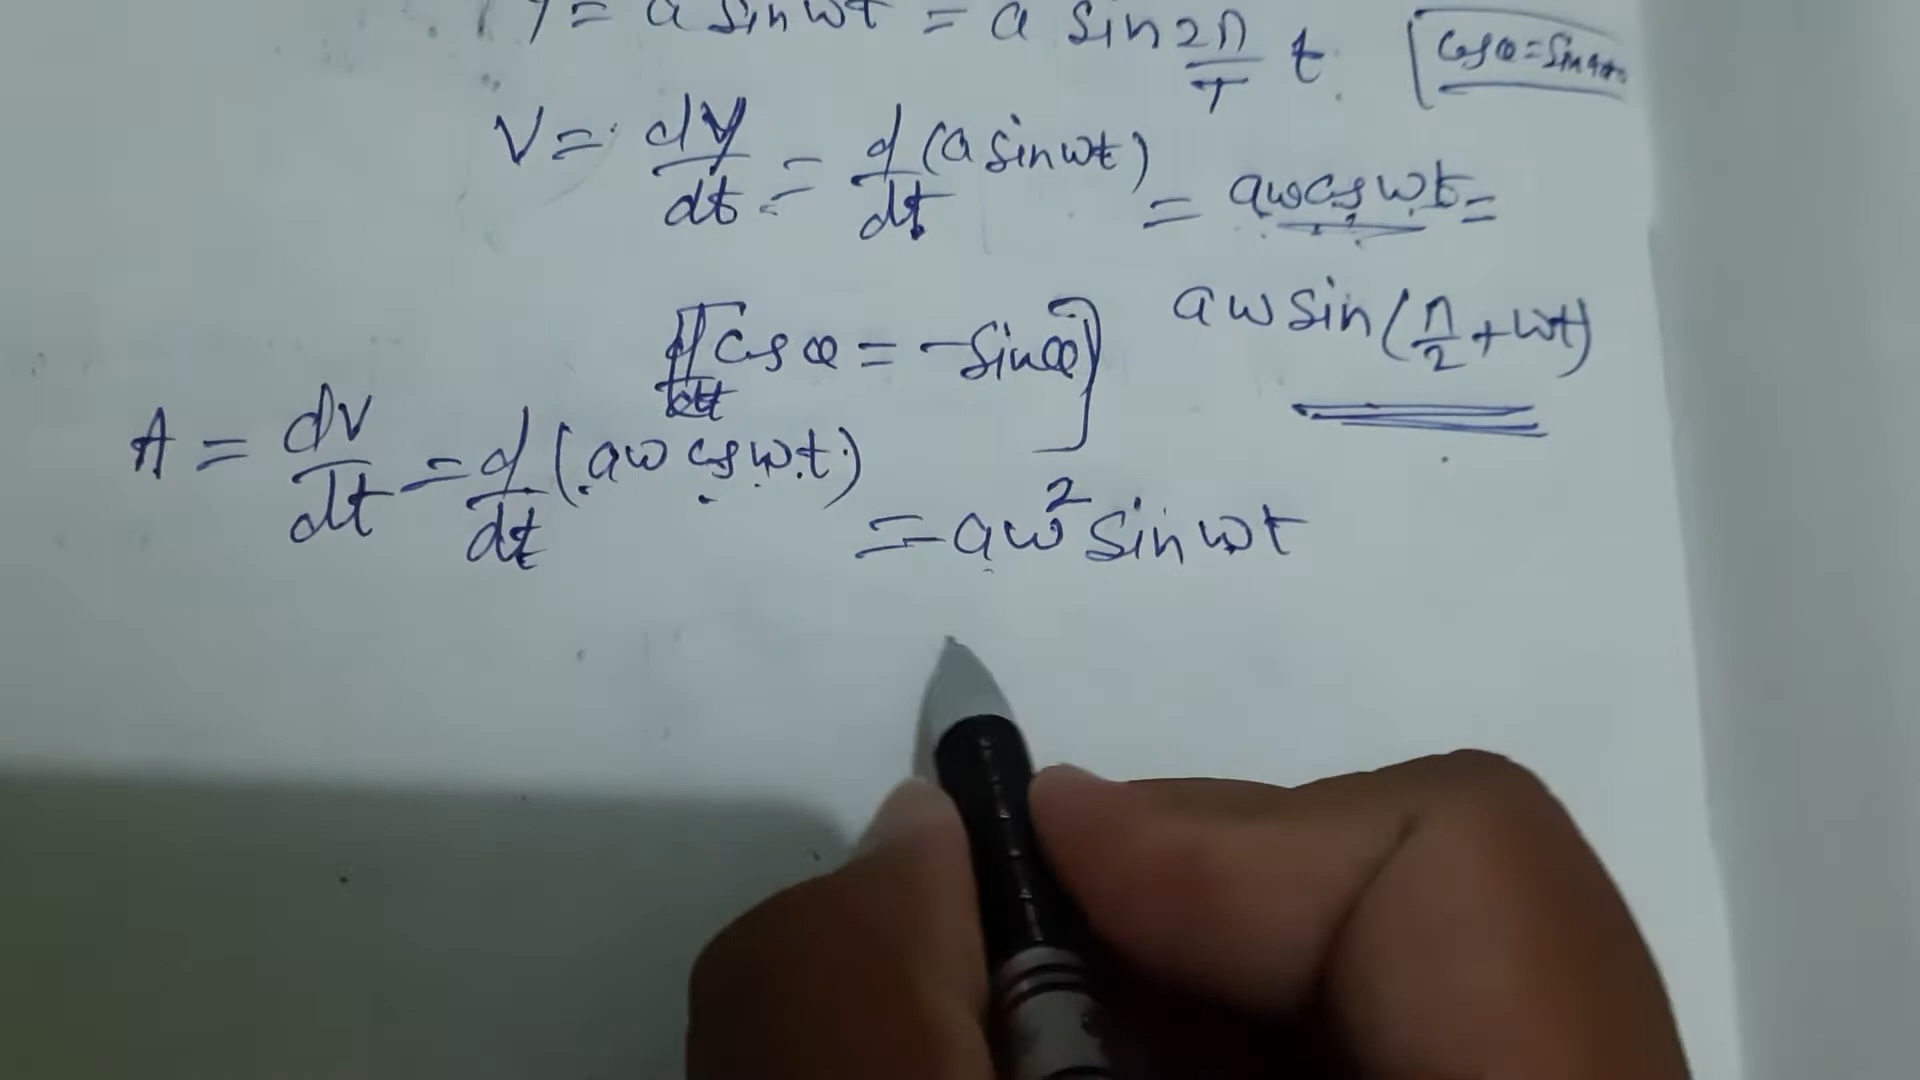 y = a sin ωt = a sin 2π/T t [cos θ = sin
V = dy/dt = d/dt (a sin ωt) = aω cos ωt =
aω sin (π/2 + ωt)
[d/dt cos θ = -sin θ]
A = dv/dt = d/dt (aω cos ωt)
= -aω² sin ωt